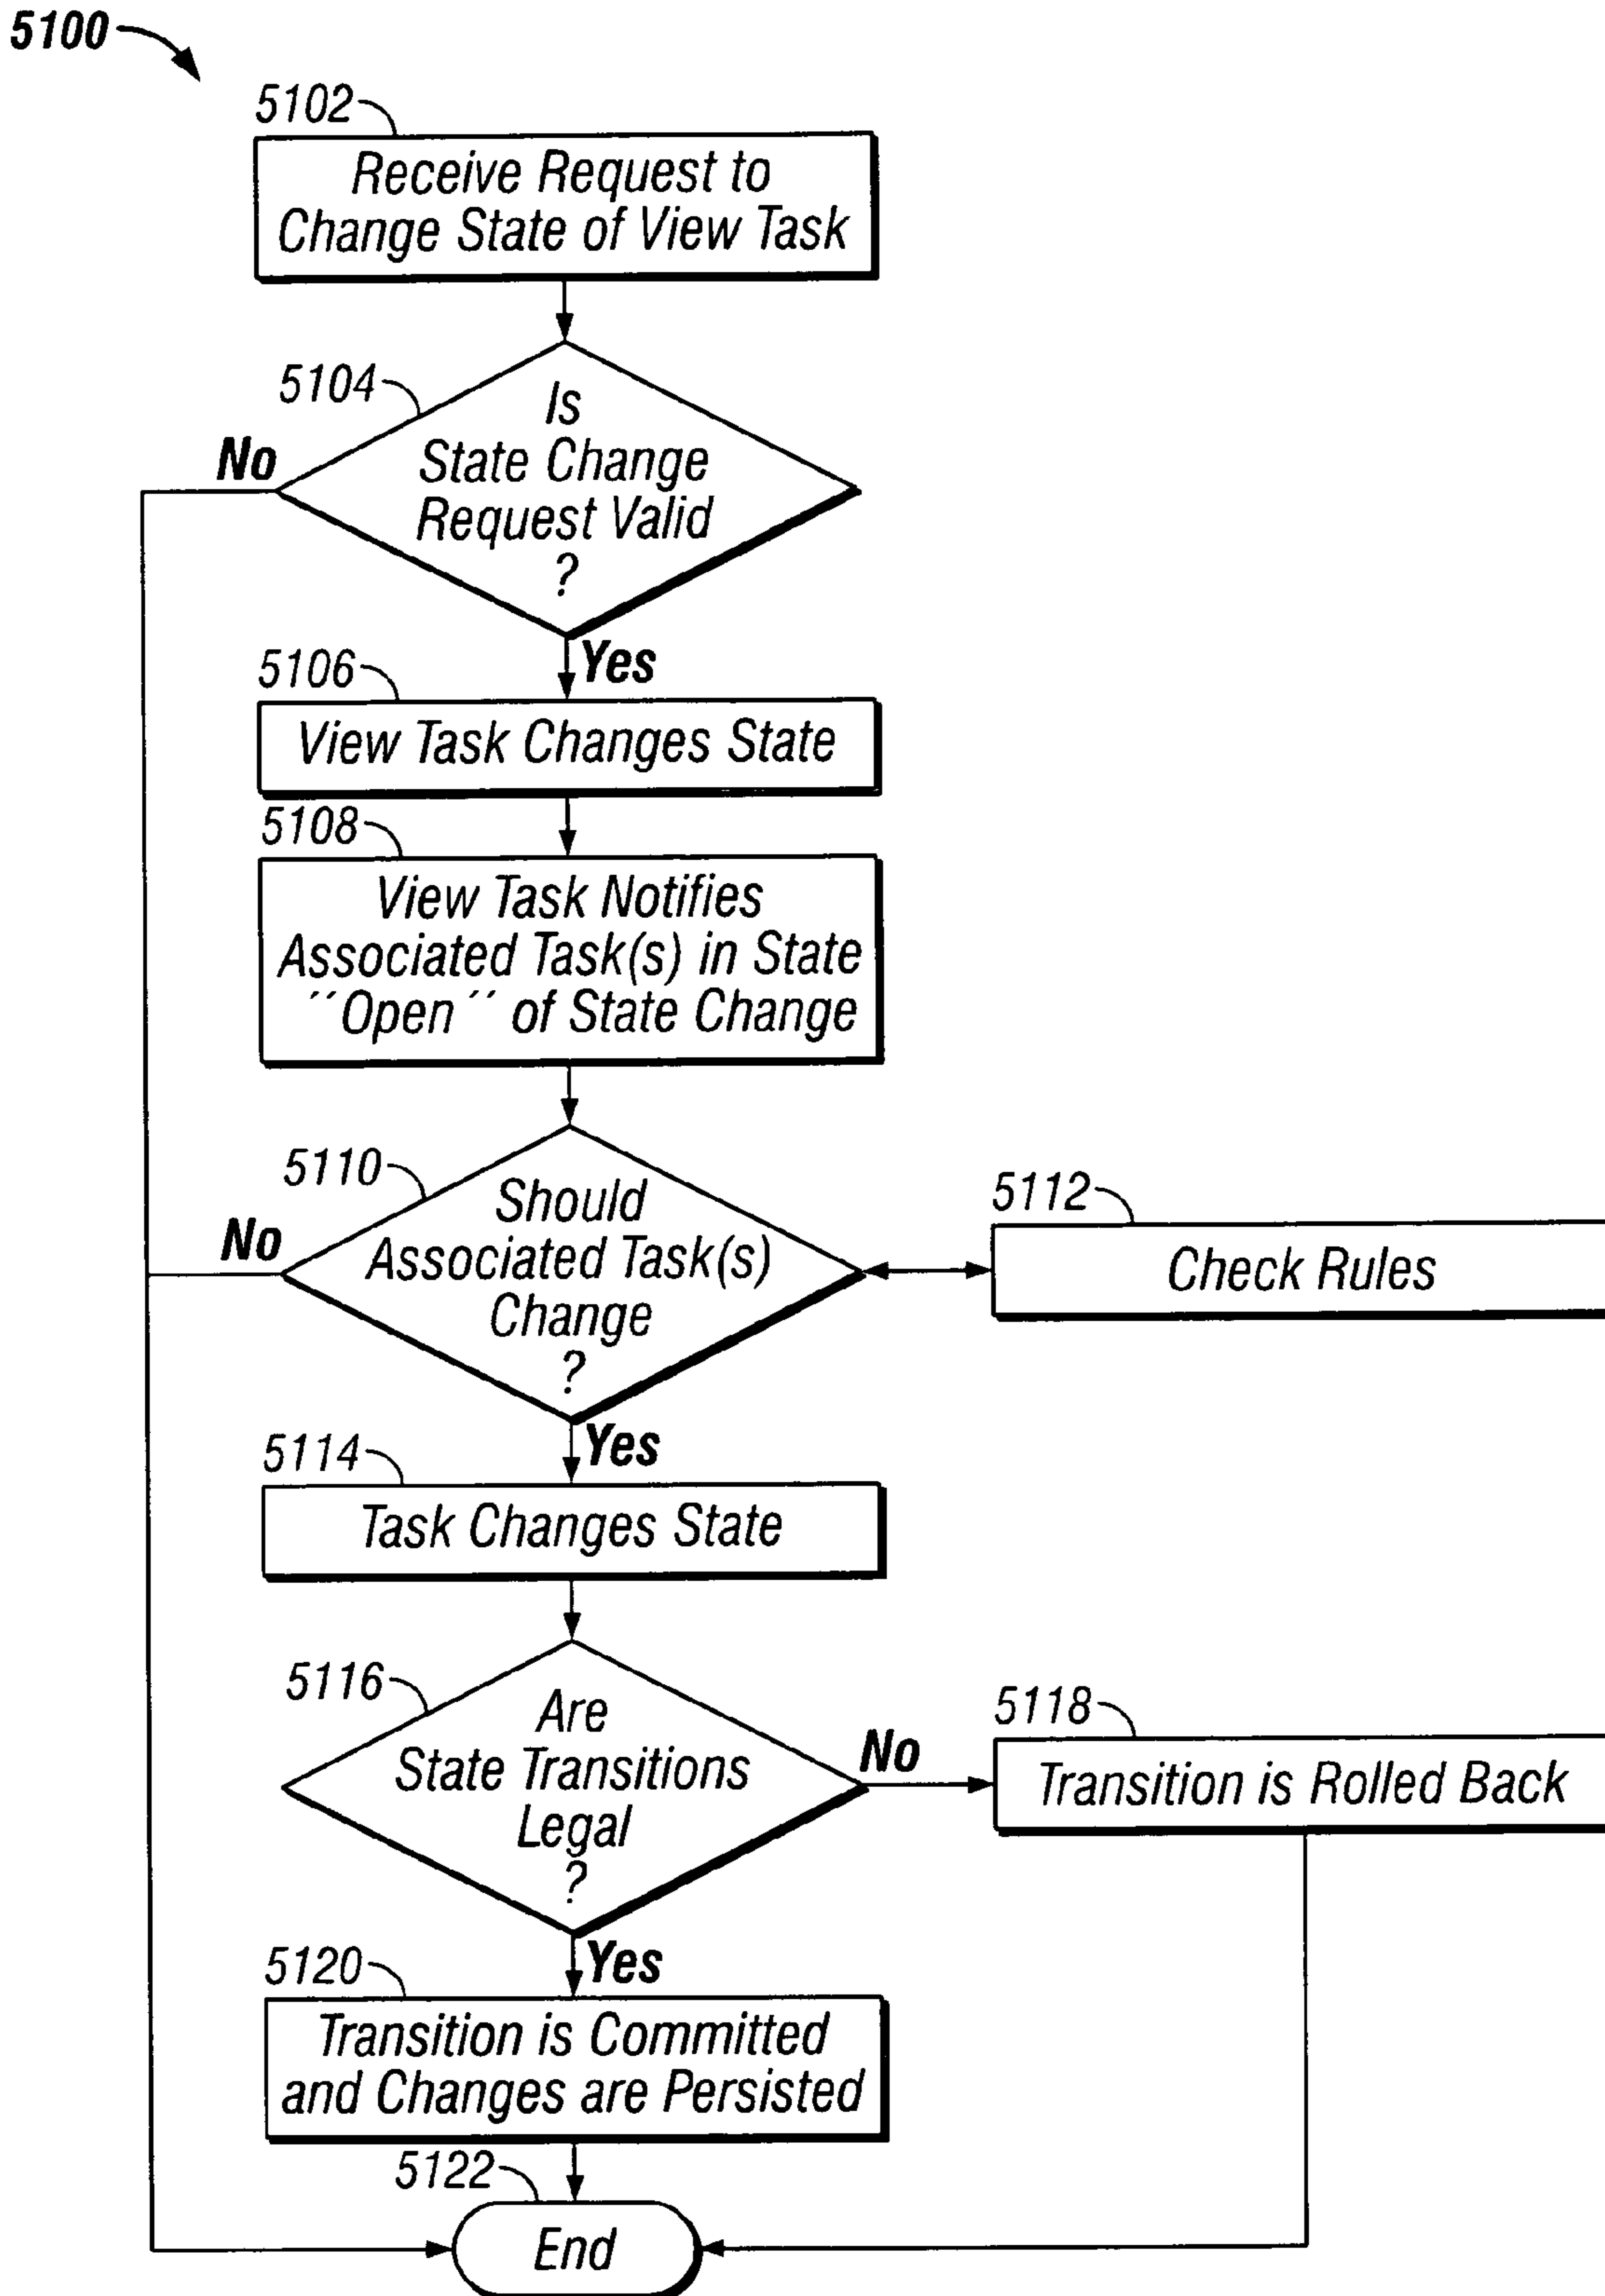 5100
5102
Receive Request to
Change State of View Task
5104
Is
State Change
Request Valid
?
No
Yes
5106
View Task Changes State
5108
View Task Notifies
Associated Task(s) in State
´´Open´´ of State Change
5110
Should
Associated Task(s)
Change
?
No
5112
Check Rules
Yes
5114
Task Changes State
5116
Are
State Transitions
Legal
?
No
5118
Transition is Rolled Back
Yes
5120
Transition is Committed
and Changes are Persisted
5122
End